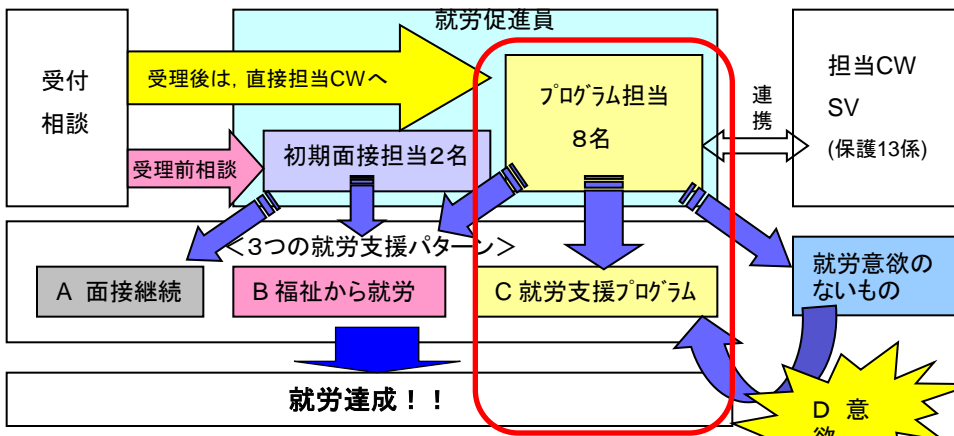 就労促進員
受付
相談
受理後は，直接担当CWへ
受理前相談
初期面接担当２名
プログラム担当
８名
連
携
担当CW
SV
(保護13係)
＜３つの就労支援パターン＞
A 面接継続
B 福祉から就労
C 就労支援プログラム
就労意欲の
ないもの
就労達成！！
D 意
欲